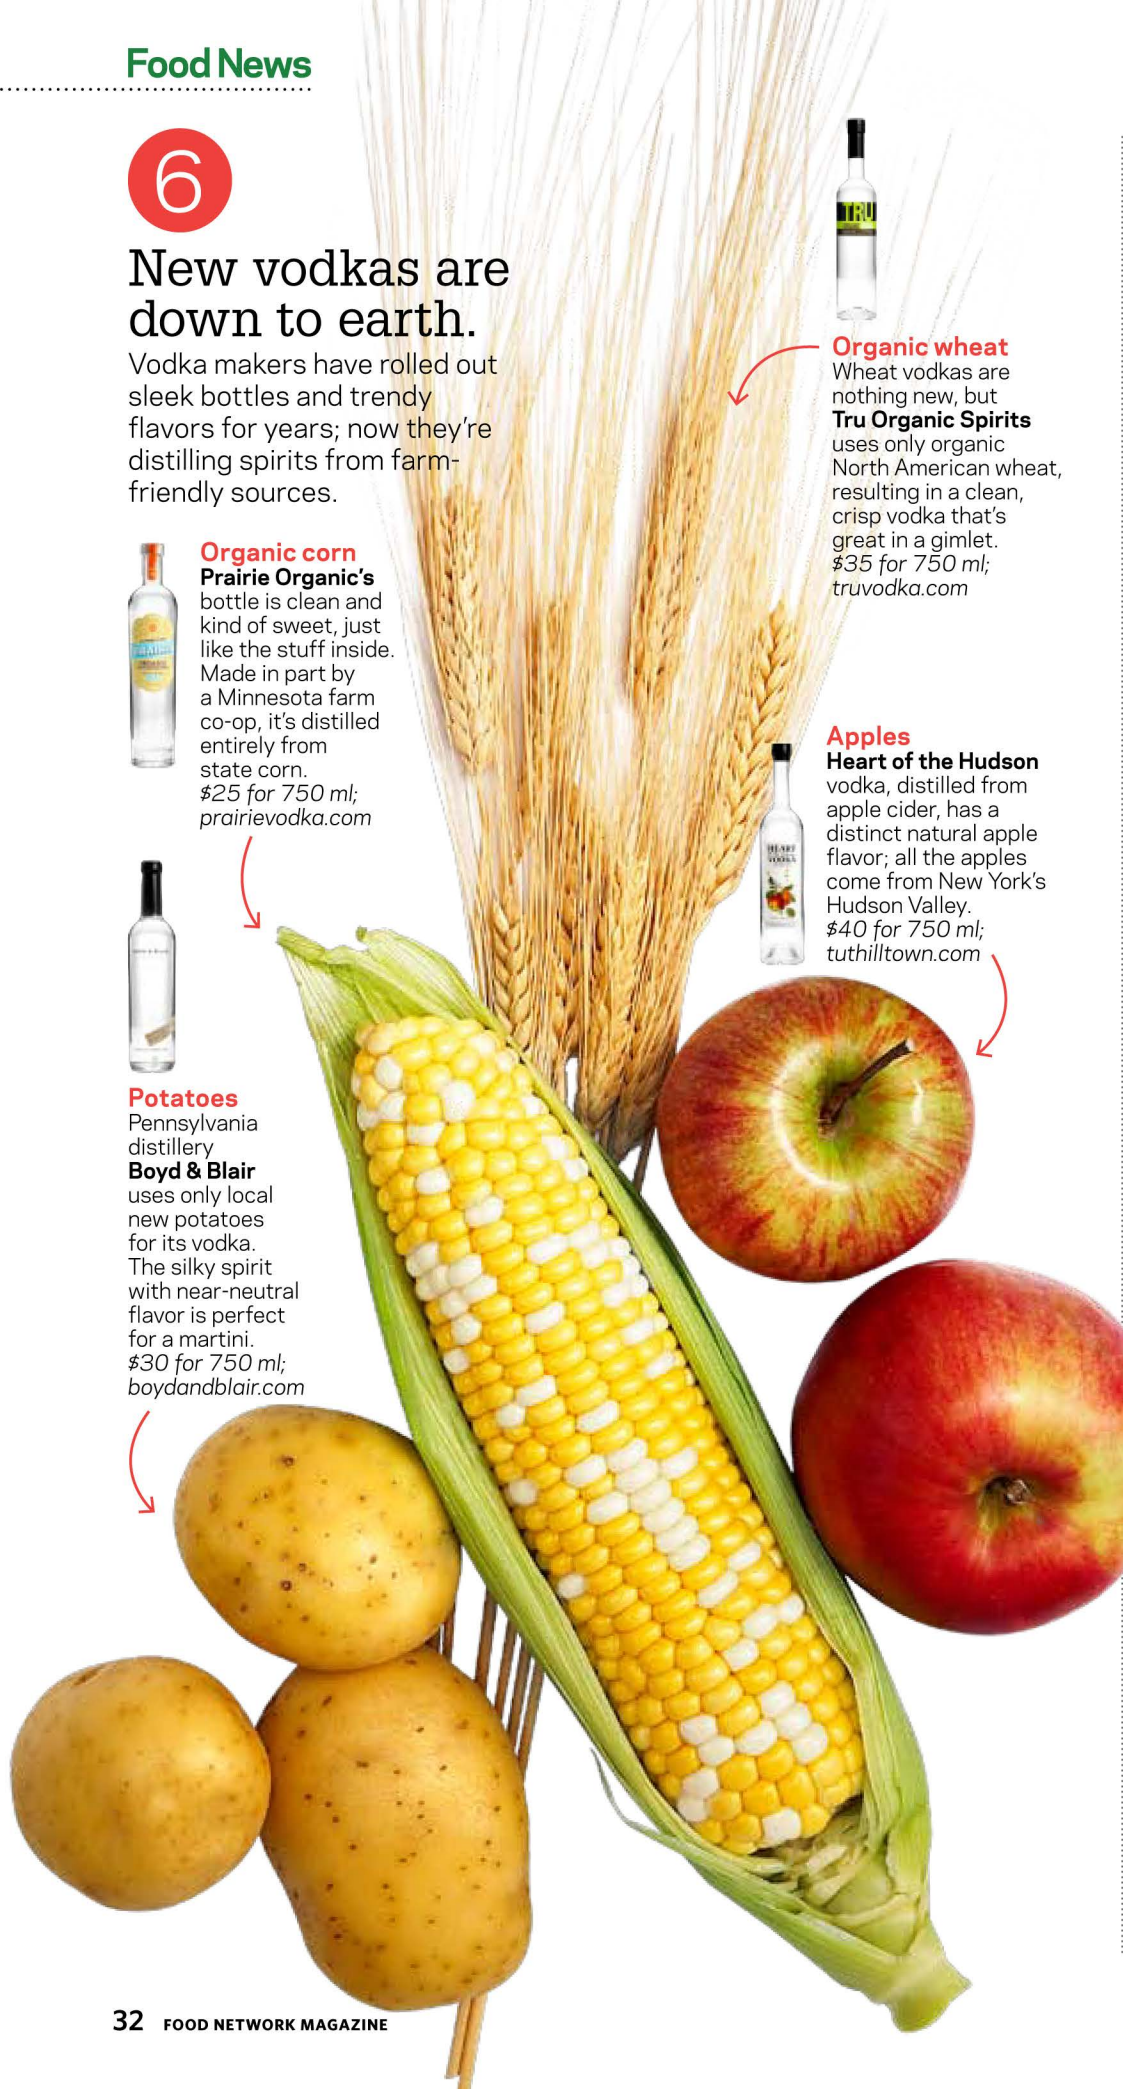 Food News
6
New vodkas are
down to earth.
Vodka makers have rolled out
sleek bottles and trendy
flavors for years; now they’re
distilling spirits from farm-
friendly sources.
Organic corn
Prairie Organic’s
bottle is clean and
kind of sweet, just
like the stuff inside.
Made in part by
a Minnesota farm
co-op, it’s distilled
entirely from
state corn.
$25 for 750 ml;
prairievodka.com
Potatoes
Pennsylvania
distillery
Boyd & Blair
uses only local
new potatoes
for its vodka.
The silky spirit
with near-neutral
flavor is perfect
for a martini.
$30 for 750 ml;
boydandblair.com
TRU
Organic wheat
Wheat vodkas are
nothing new, but
Tru Organic Spirits
uses only organic
North American wheat,
resulting in a clean,
crisp vodka that’s
great in a gimlet.
$35 for 750 ml;
truvodka.com
HEART
VODKA
Apples
Heart of the Hudson
vodka, distilled from
apple cider, has a
distinct natural apple
flavor; all the apples
come from New York’s
Hudson Valley.
$40 for 750 ml;
tuthilltown.com
32 FOOD NETWORK MAGAZINE